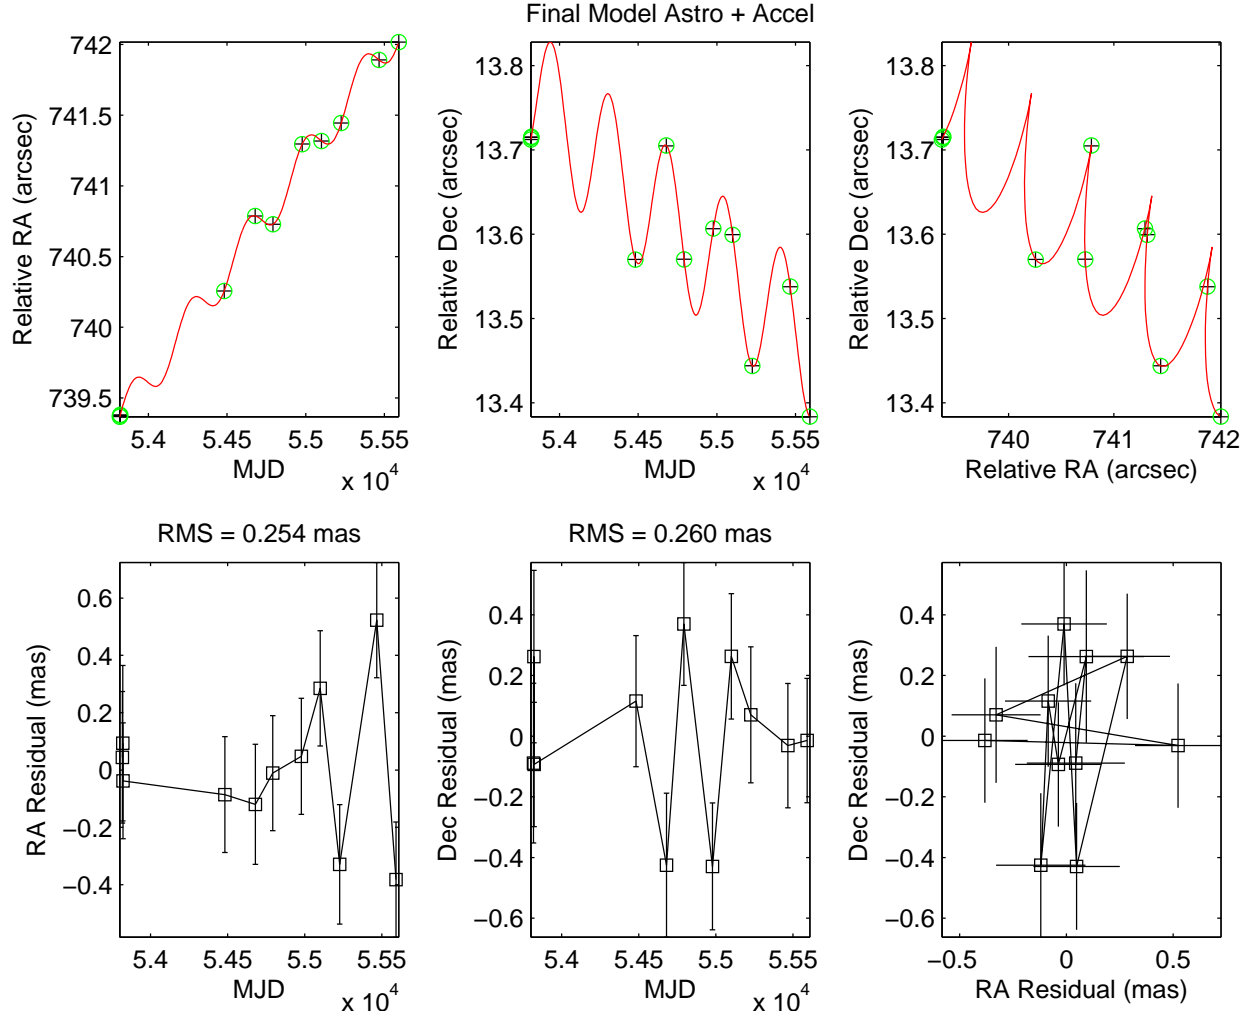 Final Model Astro + Accel
742
741.5
741
740.5
740
739.5
Relative RA (arcsec)
5.4
5.45
5.5
5.55
MJD
x 10^4
13.8
13.7
13.6
13.5
13.4
Relative Dec (arcsec)
5.4
5.45
5.5
5.55
MJD
x 10^4
13.8
13.7
13.6
13.5
13.4
Relative Dec (arcsec)
740
741
742
Relative RA (arcsec)
RMS = 0.254 mas
0.6
0.4
0.2
0
−0.2
−0.4
RA Residual (mas)
5.4
5.45
5.5
5.55
MJD
x 10^4
RMS = 0.260 mas
0.4
0.2
0
−0.2
−0.4
−0.6
Dec Residual (mas)
5.4
5.45
5.5
5.55
MJD
x 10^4
0.4
0.2
0
−0.2
−0.4
−0.6
Dec Residual (mas)
−0.5
0
0.5
RA Residual (mas)